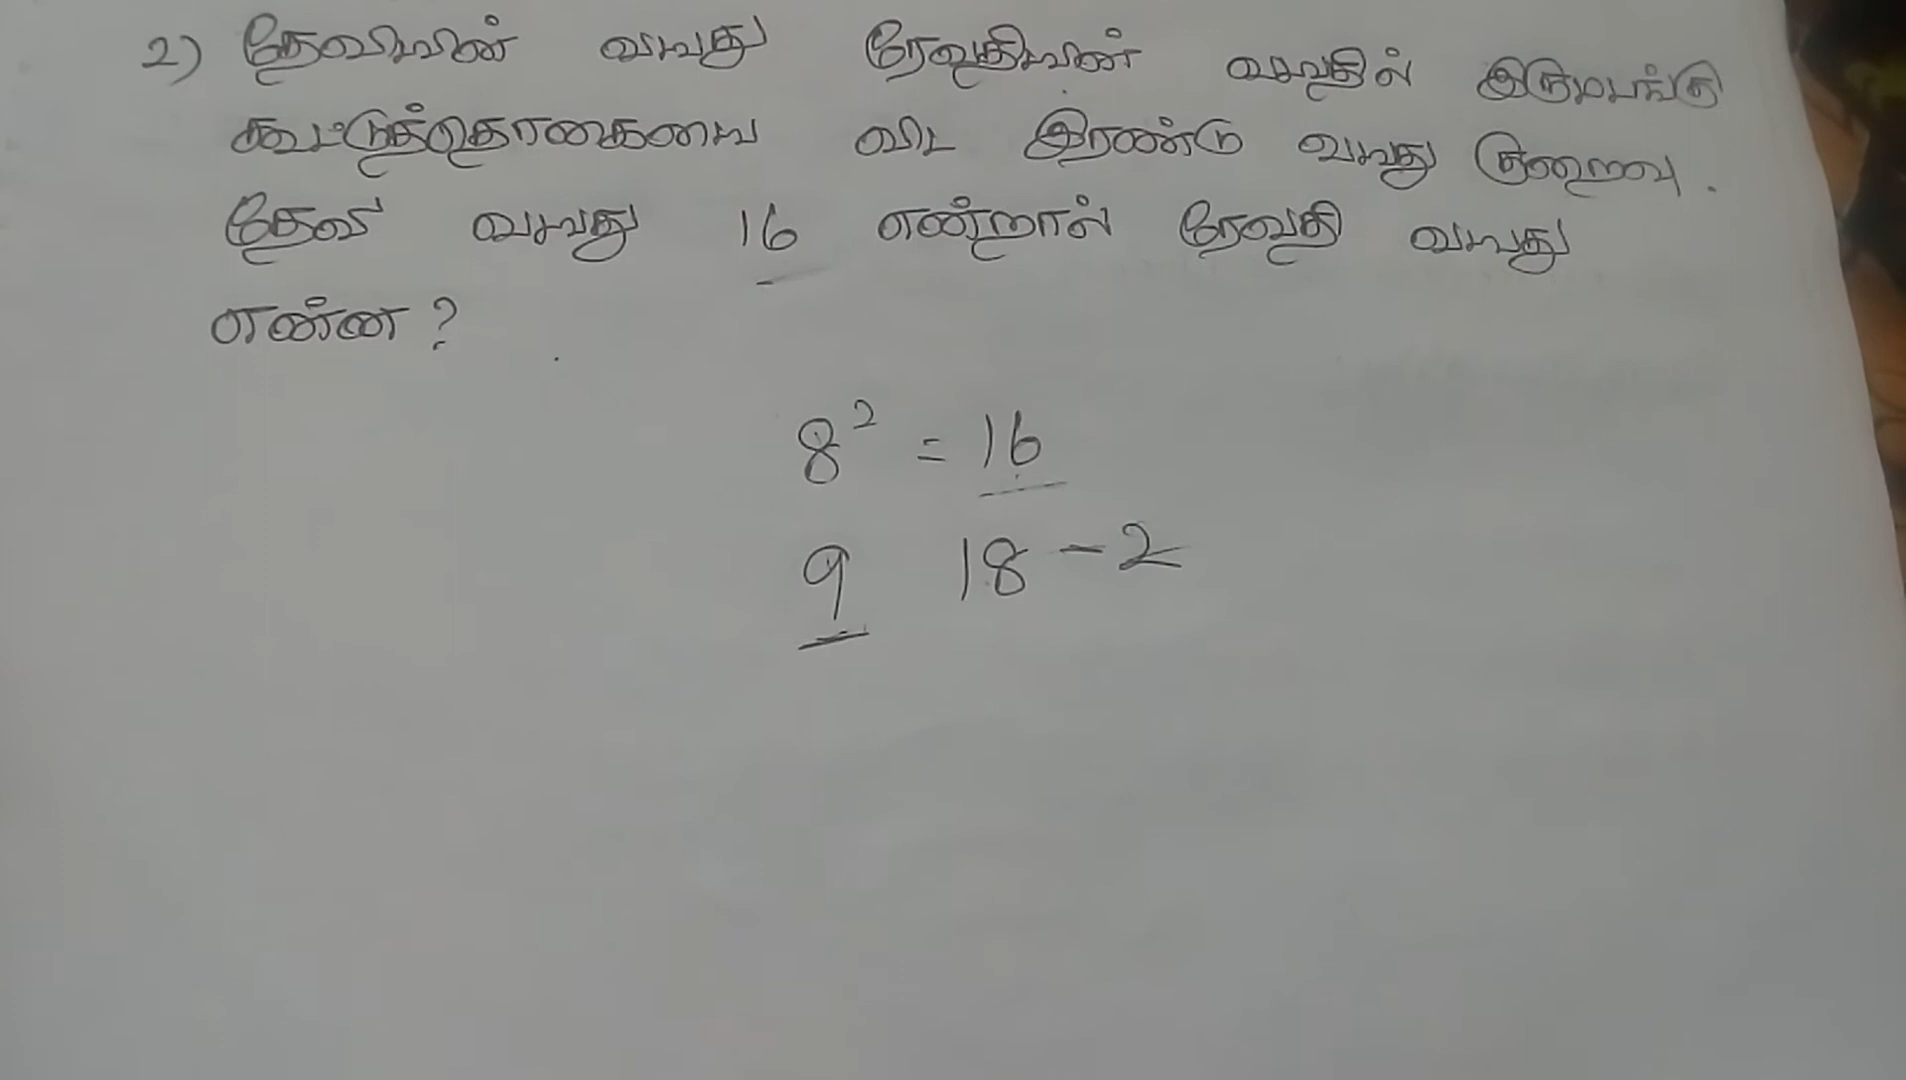 2) தேவியின் வயது ரேவதியின் வயதில் இருமடங்கு
கூட்டுத்தொகையை விட இரண்டு வயது குறைவு.
தேவி வயது 16 என்றால் ரேவதி வயது
என்ன?
8² = 16
9 18 - 2